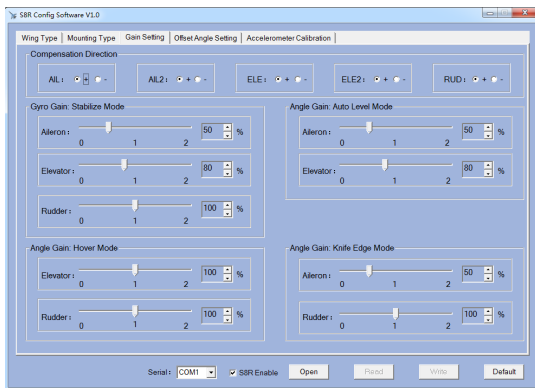 S8R Config Software V1.0
Wing Type Mounting Type Gain Setting Offset Angle Setting Accelerometer Calibration
Compensation Direction
AIL: + - AIL2: + - ELE: + - ELE2: + - RUD: + -
Gyro Gain: Stabilize Mode
Aileron: 50 %
0 1 2
Elevator: 80 %
0 1 2
Rudder: 100 %
0 1 2
Angle Gain: Auto Level Mode
Aileron: 50 %
0 1 2
Elevator: 80 %
0 1 2
Angle Gain: Hover Mode
Elevator: 100 %
0 1 2
Rudder: 100 %
0 1 2
Angle Gain: Knife Edge Mode
Aileron: 50 %
0 1 2
Rudder: 100 %
0 1 2
Serial: COM1 S8R Enable Open Read Write Default